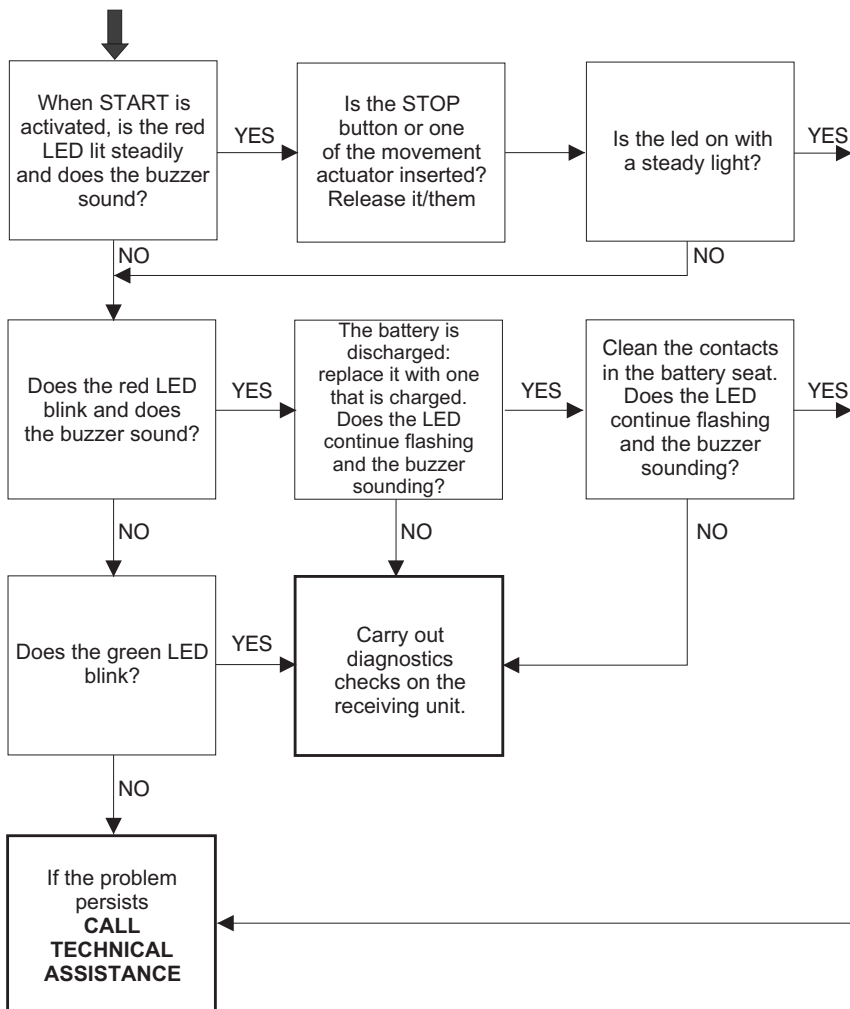 When START is
activated, is the red
LED lit steadily
and does the buzzer
sound?
YES
Is the STOP
button or one
of the movement
actuator inserted?
Release it/them
Is the led on with
a steady light?
YES
NO
NO
Does the red LED
blink and does
the buzzer sound?
YES
The battery is
discharged:
replace it with one
that is charged.
Does the LED
continue flashing
and the buzzer
sounding?
YES
Clean the contacts
in the battery seat.
Does the LED
continue flashing
and the buzzer
sounding?
YES
NO
NO
NO
Does the green LED
blink?
YES
Carry out
diagnostics
checks on the
receiving unit.
NO
If the problem
persists
CALL
TECHNICAL
ASSISTANCE